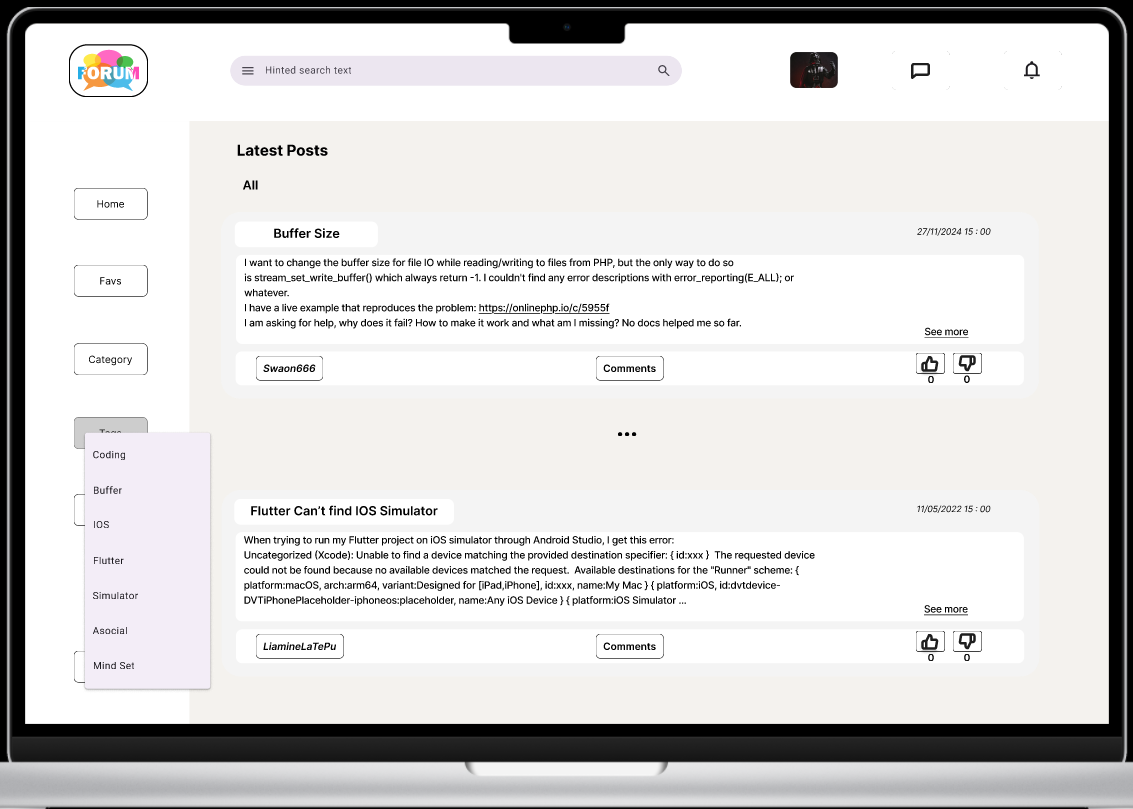 FORUM
Hinted search text
Latest Posts
All
Home
Buffer Size
27/11/2024 15 : 00
I want to change the buffer size for file IO while reading/writing to files from PHP, but the only way to do so
is stream_set_write_buffer() which always return -1. I couldn't find any error descriptions with error_reporting(E_ALL); or
whatever.
I have a live example that reproduces the problem: https://onlinephp.io/c/5955f
I am asking for help, why does it fail? How to make it work and what am I missing? No docs helped me so far.
See more
Favs
Category
Swaon666
Comments
0
0
Tags
Coding
Buffer
IOS
Flutter
Simulator
Asocial
Mind Set
Flutter Can’t find IOS Simulator
11/05/2022 15 : 00
When trying to run my Flutter project on iOS simulator through Android Studio, I get this error:
Uncategorized (Xcode): Unable to find a device matching the provided destination specifier: { id:xxx }  The requested device
could not be found because no available devices matched the request.  Available destinations for the "Runner" scheme: {
platform:macOS, arch:arm64, variant:Designed for [iPad,iPhone], id:xxx, name:My Mac } { platform:iOS, id:dvtdevice-
DVTiPhonePlaceholder-iphoneos:placeholder, name:Any iOS Device } { platform:iOS Simulator ...
See more
LiamineLaTePu
Comments
0
0